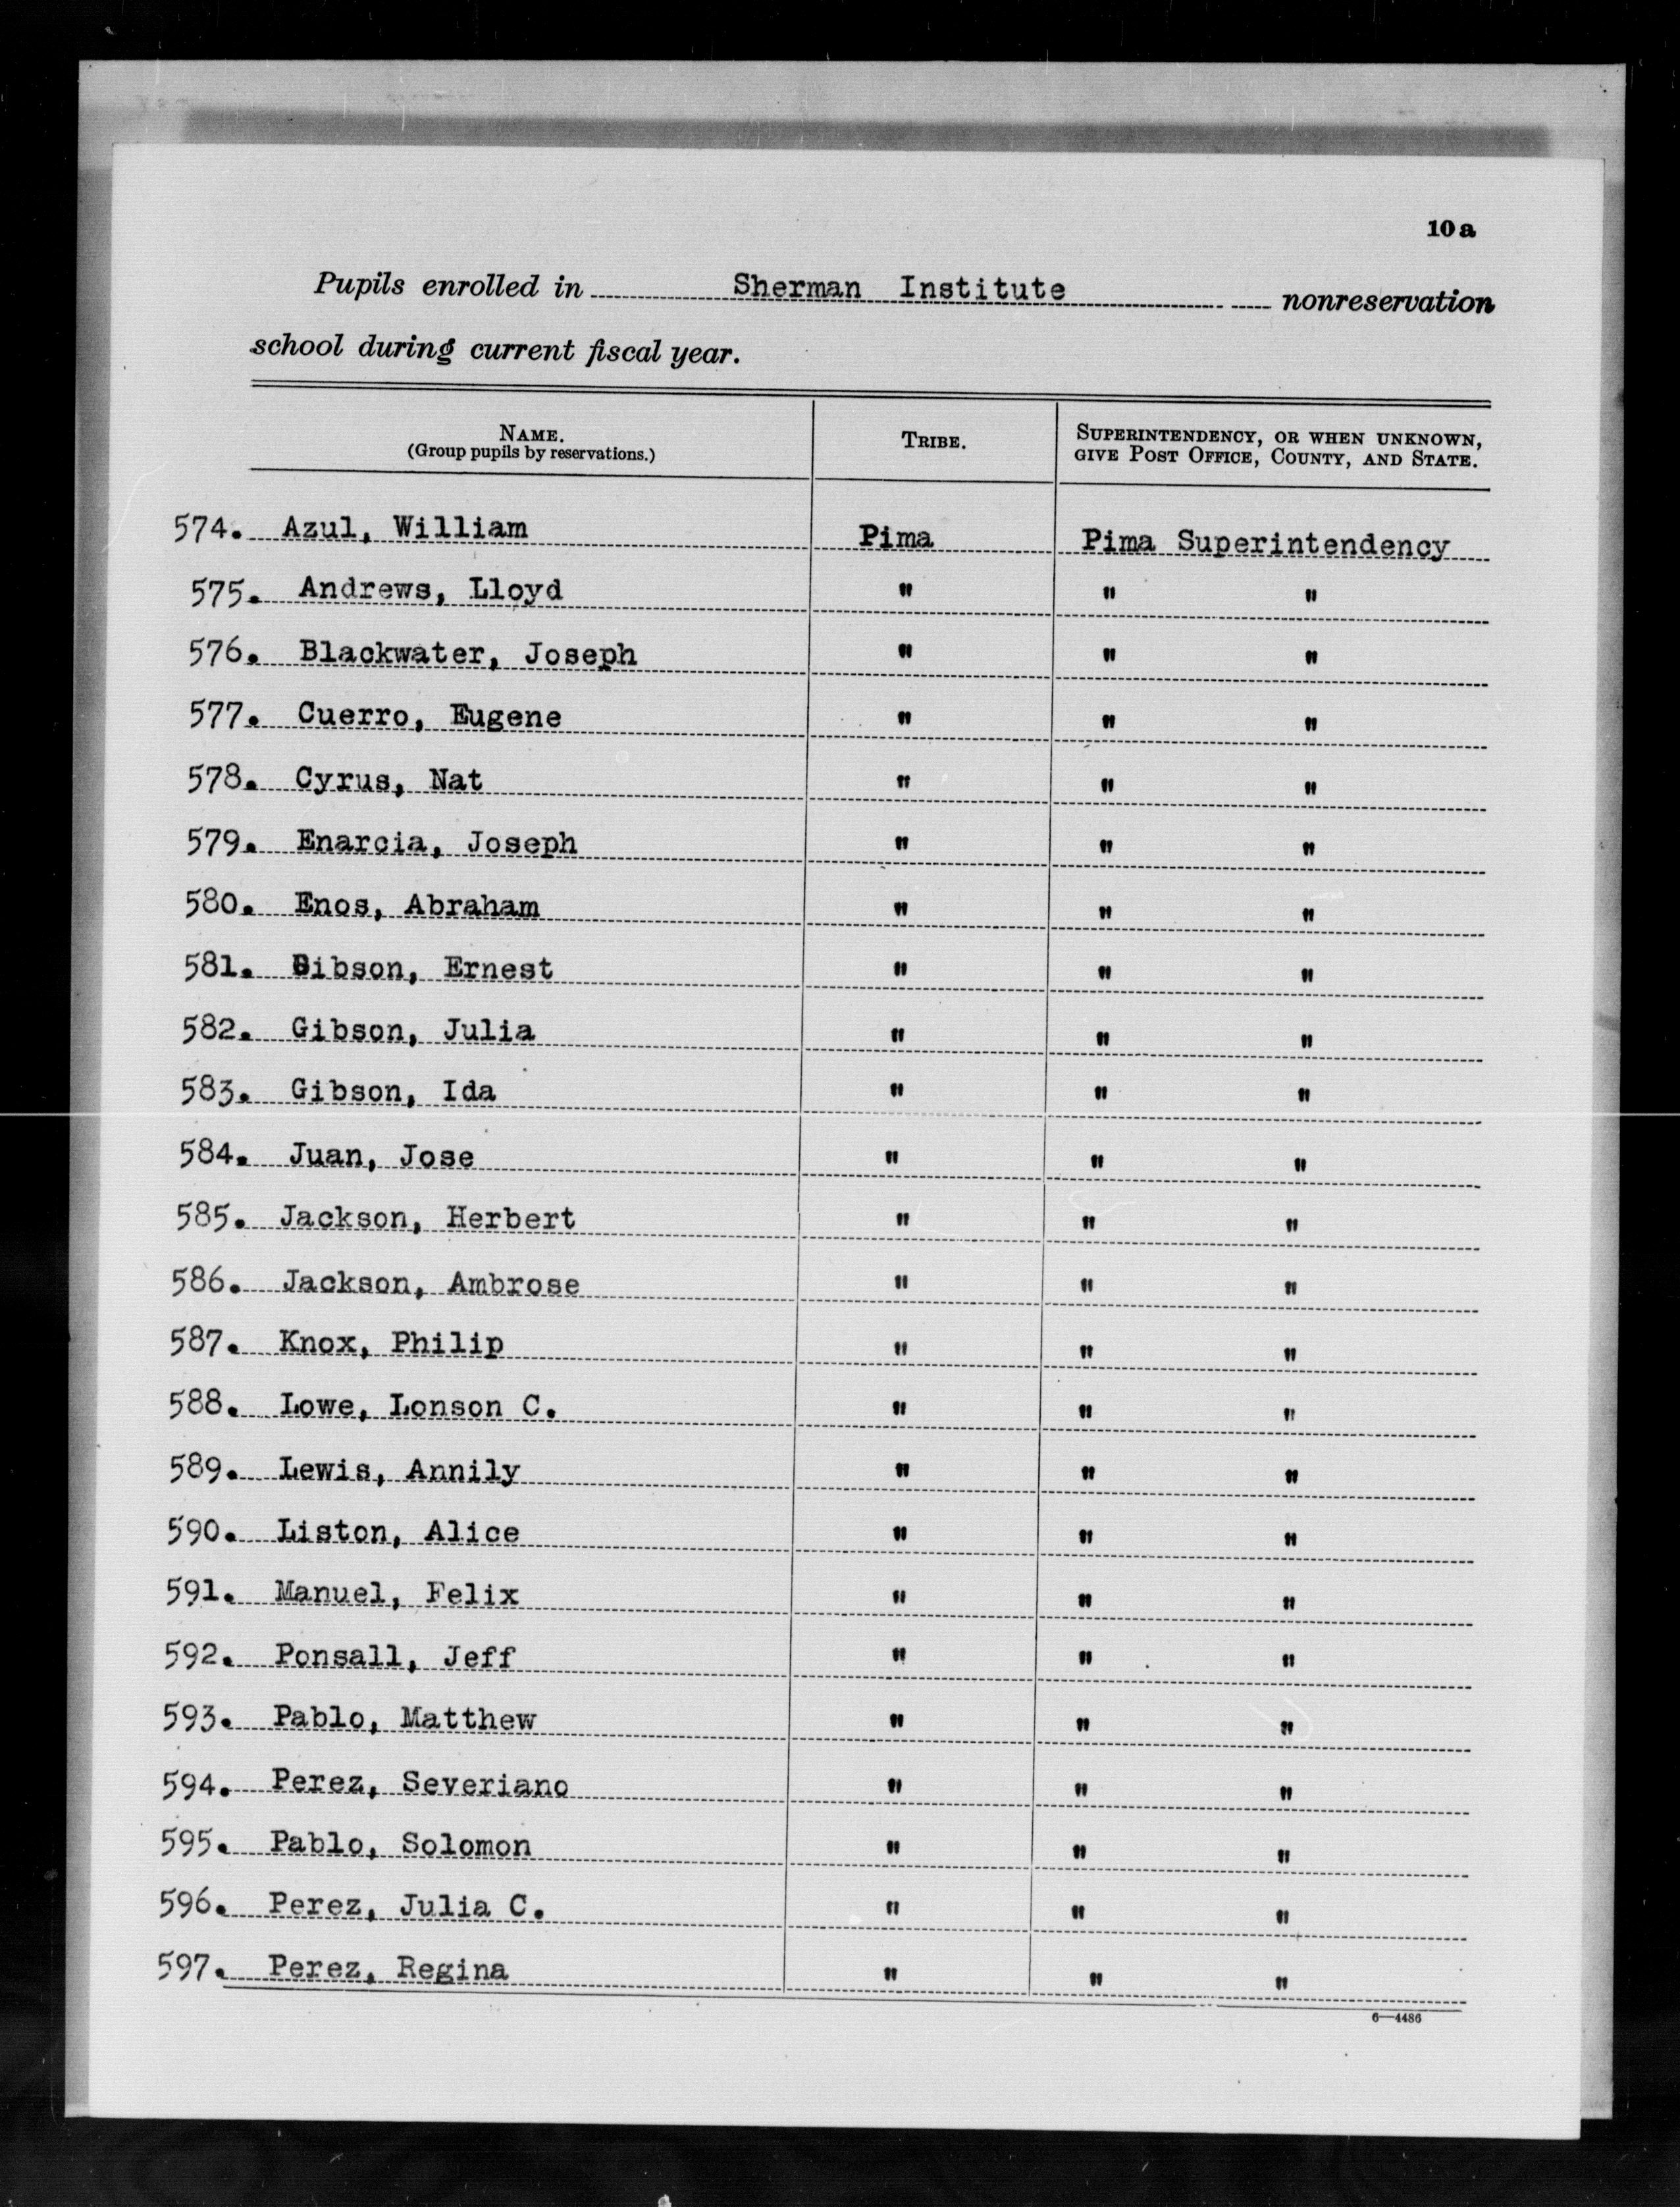 10 a
Pupils enrolled in Sherman Institute nonreservation
school during current fiscal year.
NAME. TRIBE. SUPERINTENDENCY, OR WHEN UNKNOWN,
(Group pupils by reservations.) GIVE POST OFFICE, COUNTY, AND STATE.
574. Azul, William Pima Pima Superintendency
575. Andrews, Lloyd " " "
576. Blackwater, Joseph " " "
577. Cuerro, Eugene " " "
578. Cyrus, Nat " " "
579. Enarcia, Joseph " " "
580. Enos, Abraham " " "
581. Gibson, Ernest " " "
582. Gibson, Julia " " "
583. Gibson, Ida " " "
584. Juan, Jose " " "
585. Jackson, Herbert " " "
586. Jackson, Ambrose " " "
587. Knox, Philip " " "
588. Lowe, Lonson C. " " "
589. Lewis, Annily " " "
590. Liston, Alice " " "
591. Manuel, Felix " " "
592. Ponsall, Jeff " " "
593. Pablo, Matthew " " "
594. Perez, Severiano " " "
595. Pablo, Solomon " " "
596. Perez, Julia C. " " "
597. Perez, Regina " " "
6—4486